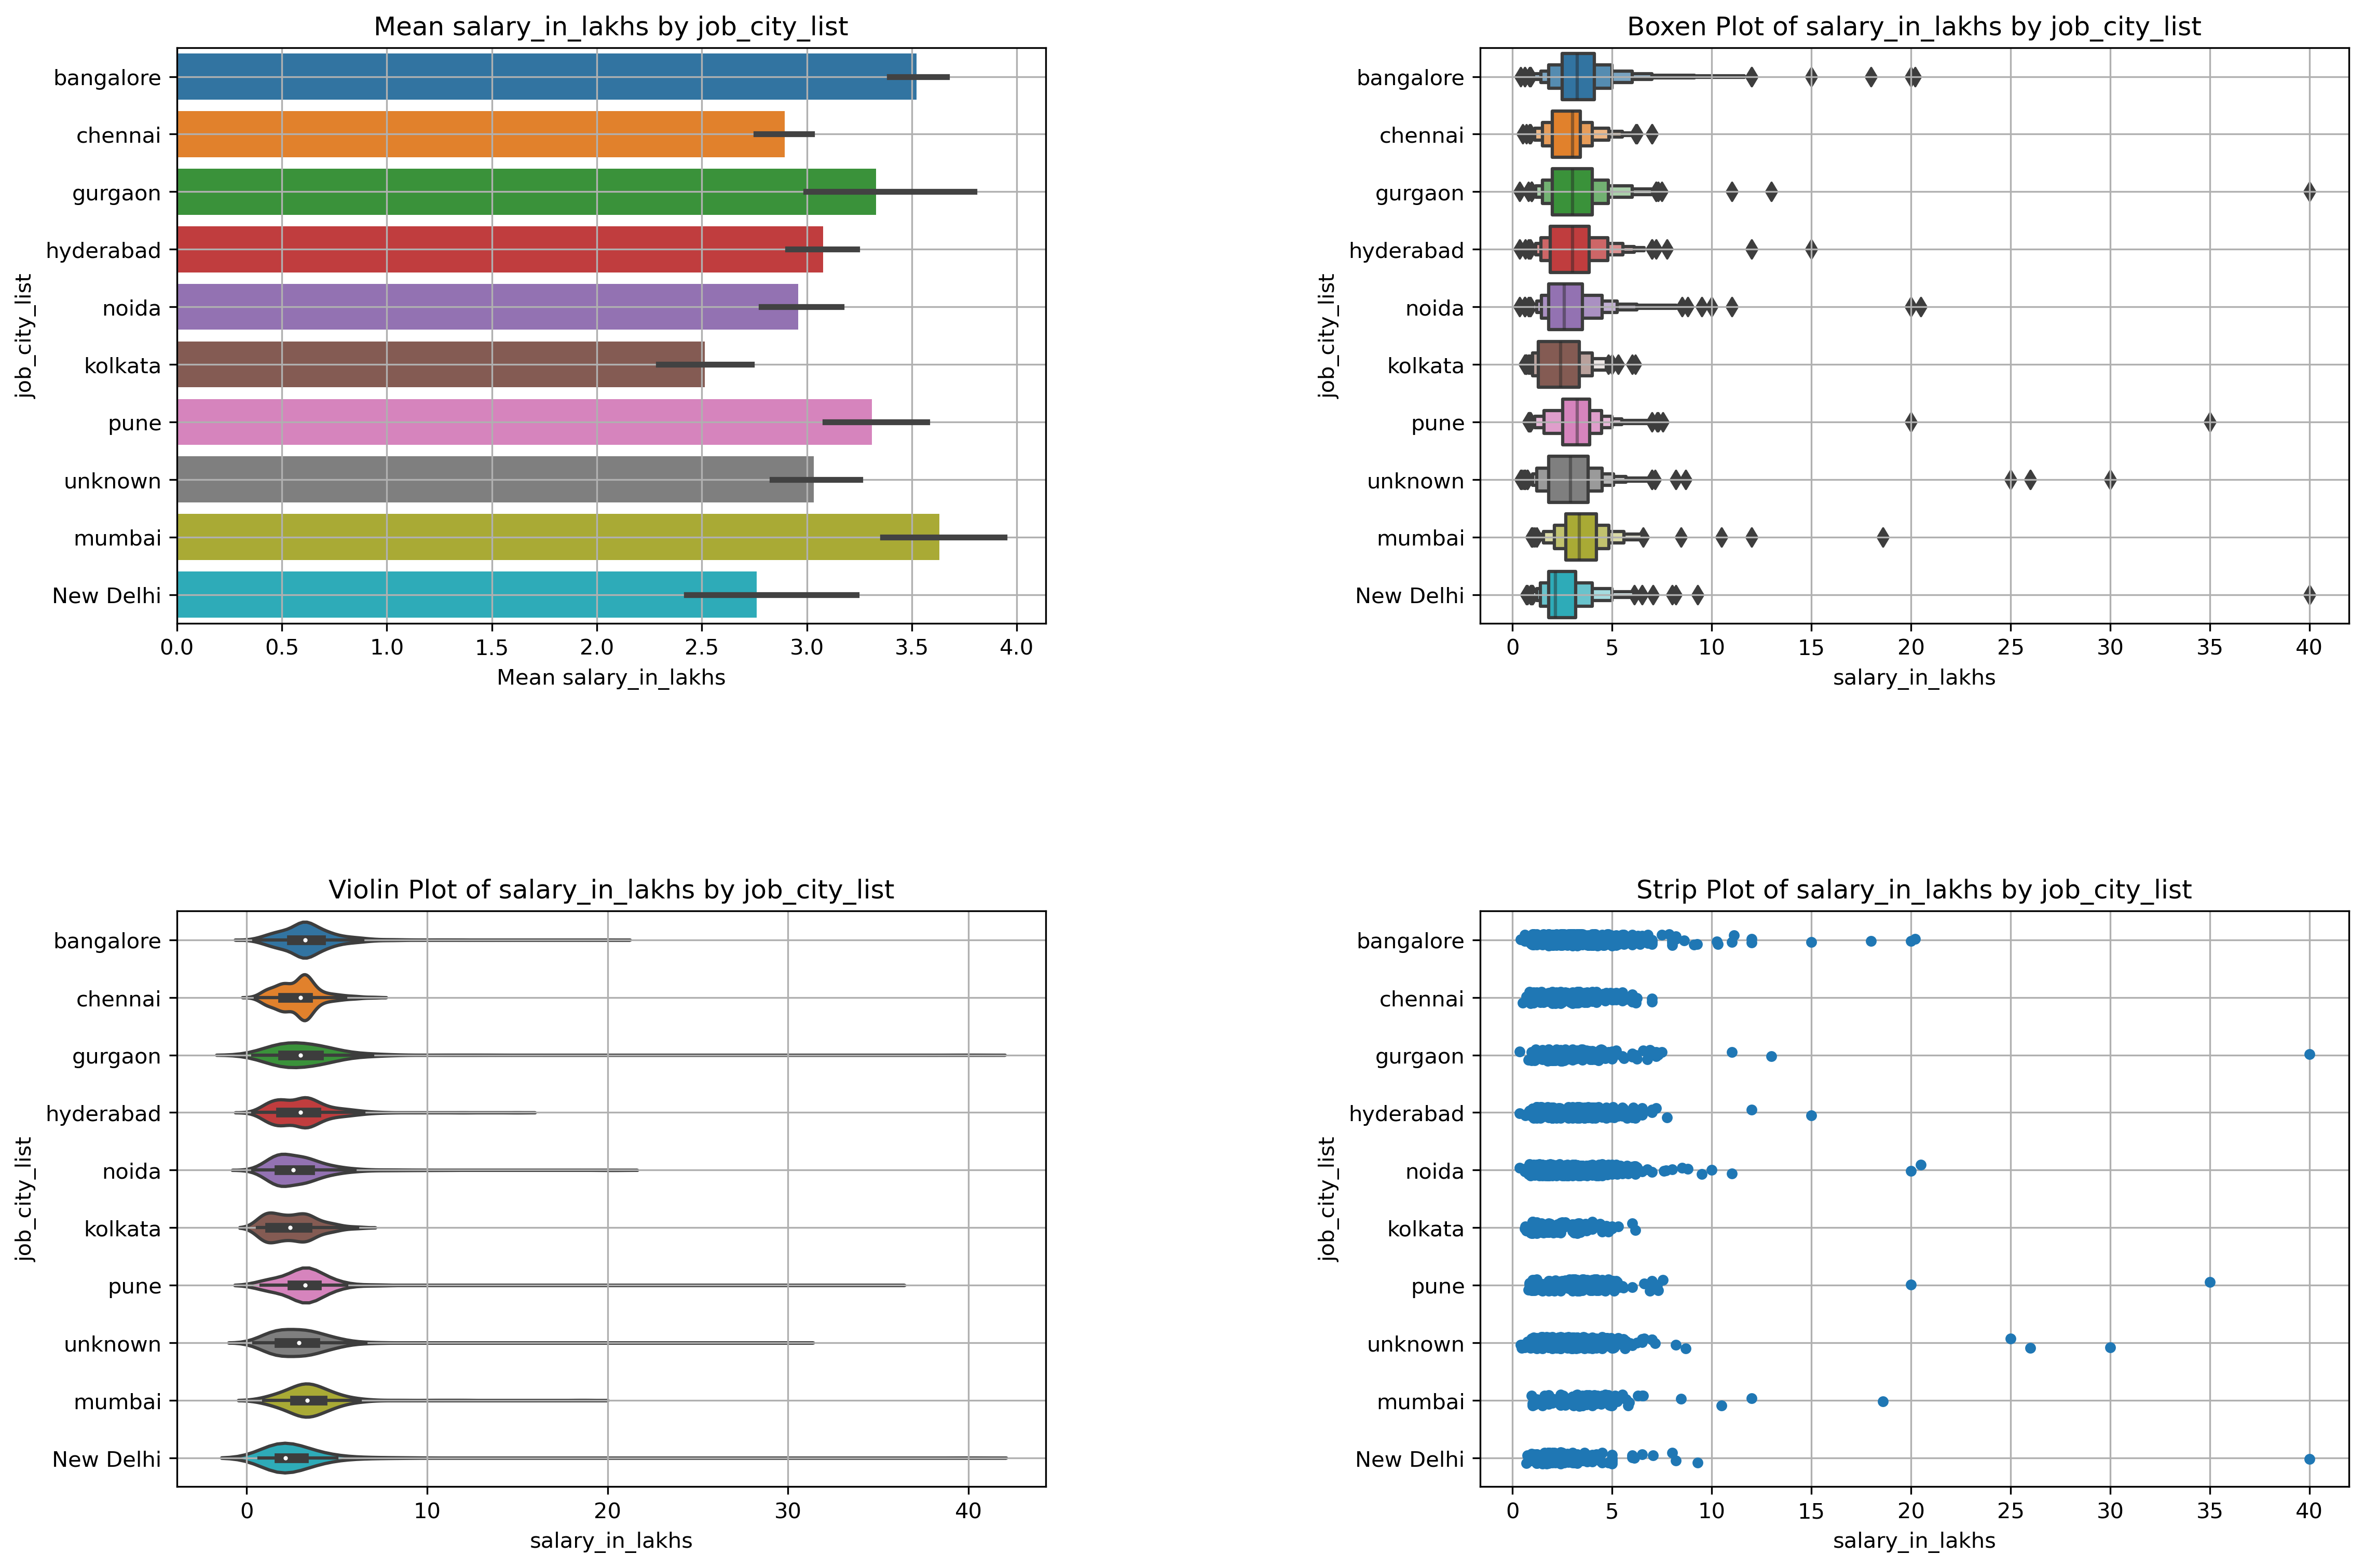 Mean salary_in_lakhs by job_city_list
job_city_list
bangalore
chennai
gurgaon
hyderabad
noida
kolkata
pune
unknown
mumbai
New Delhi
0.0 0.5 1.0 1.5 2.0 2.5 3.0 3.5 4.0
Mean salary_in_lakhs
Boxen Plot of salary_in_lakhs by job_city_list
job_city_list
bangalore
chennai
gurgaon
hyderabad
noida
kolkata
pune
unknown
mumbai
New Delhi
0 5 10 15 20 25 30 35 40
salary_in_lakhs
Violin Plot of salary_in_lakhs by job_city_list
job_city_list
bangalore
chennai
gurgaon
hyderabad
noida
kolkata
pune
unknown
mumbai
New Delhi
0 10 20 30 40
salary_in_lakhs
Strip Plot of salary_in_lakhs by job_city_list
job_city_list
bangalore
chennai
gurgaon
hyderabad
noida
kolkata
pune
unknown
mumbai
New Delhi
0 5 10 15 20 25 30 35 40
salary_in_lakhs